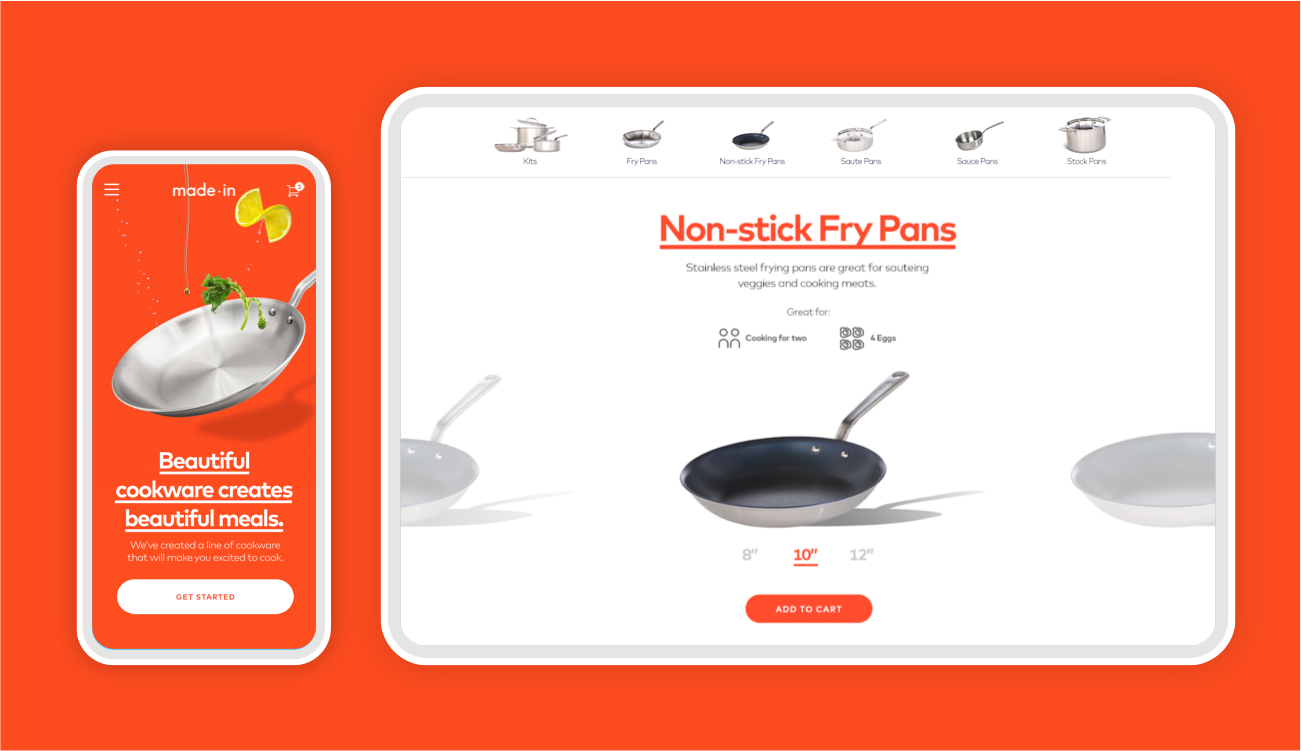 made·in
1
Beautiful
cookware creates
beautiful meals.
We've created a line of cookware
that will make you excited to cook.
GET STARTED
Kits
Fry Pans
Non-stick Fry Pans
Saute Pans
Sauce Pans
Stock Pans
Non-stick Fry Pans
Stainless steel frying pans are great for sauteing
veggies and cooking meats.
Great for:
Cooking for two
4 Eggs
8″ 10″ 12″
ADD TO CART